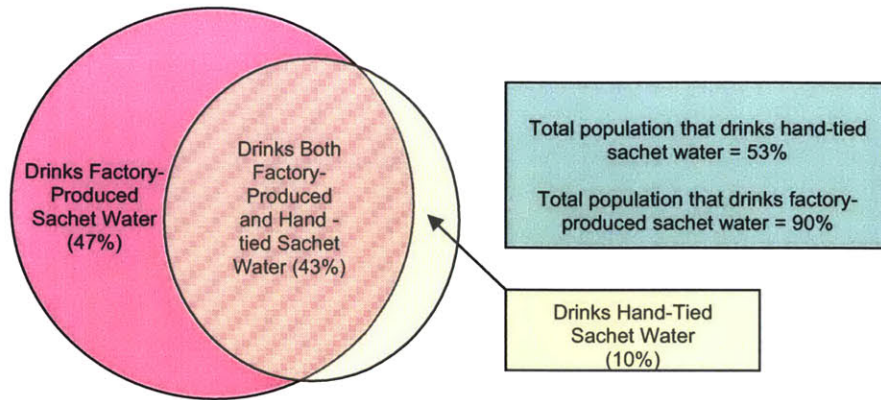 Drinks Factory-
Produced
Sachet Water
(47%)
Drinks Both
Factory-
Produced
and Hand -
tied Sachet
Water (43%)
Total population that drinks hand-tied
sachet water = 53%
Total population that drinks factory-
produced sachet water = 90%
Drinks Hand-Tied
Sachet Water
(10%)